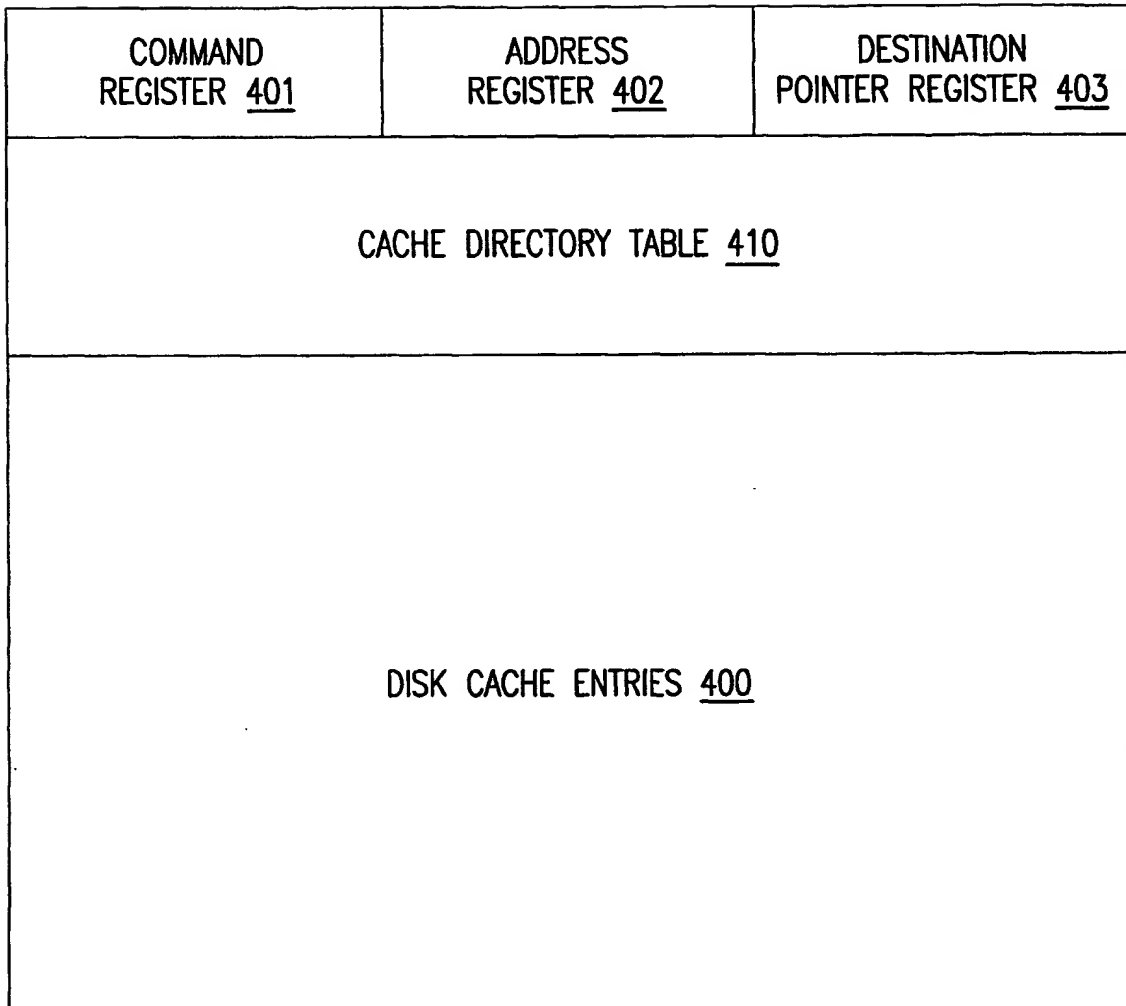 COMMAND
REGISTER 401
ADDRESS
REGISTER 402
DESTINATION
POINTER REGISTER 403
CACHE DIRECTORY TABLE 410
DISK CACHE ENTRIES 400